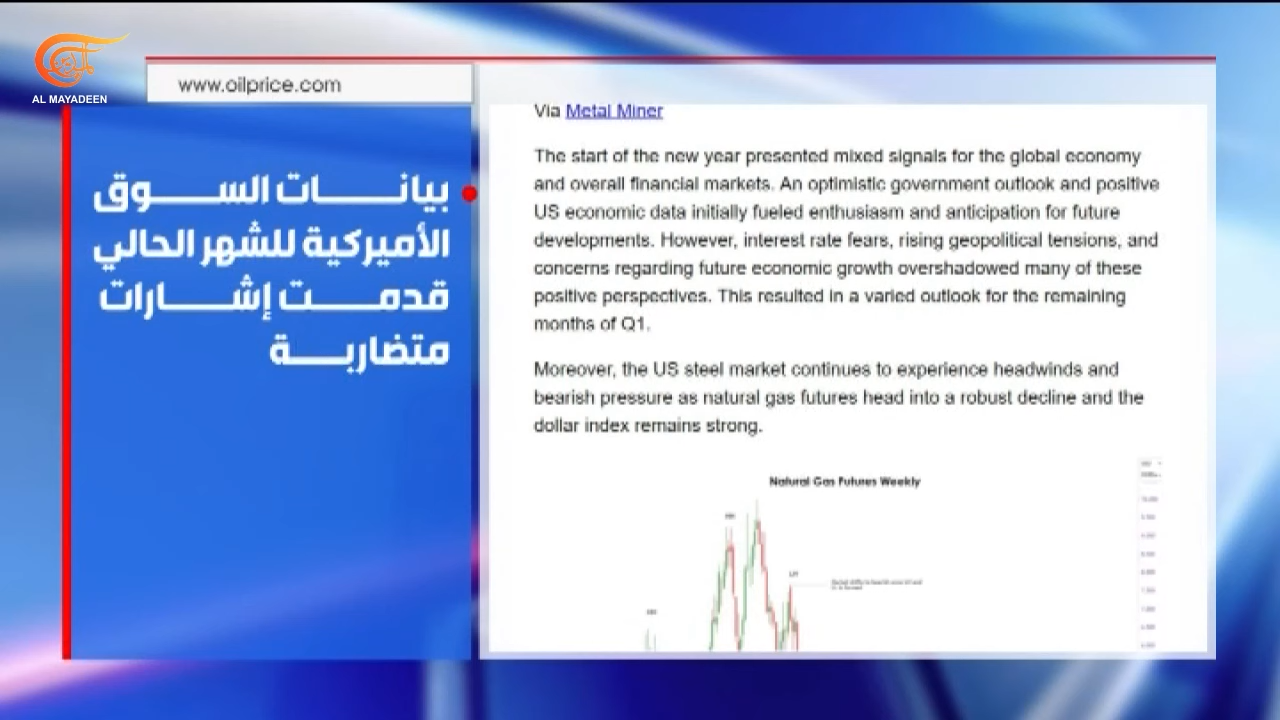 AL MAYADEEN
www.oilprice.com
بيانات السوق
الأميركية للشهر الحالي
قدمت إشارات
متضاربة
Via Metal Miner
The start of the new year presented mixed signals for the global economy
and overall financial markets. An optimistic government outlook and positive
US economic data initially fueled enthusiasm and anticipation for future
developments. However, interest rate fears, rising geopolitical tensions, and
concerns regarding future economic growth overshadowed many of these
positive perspectives. This resulted in a varied outlook for the remaining
months of Q1.
Moreover, the US steel market continues to experience headwinds and
bearish pressure as natural gas futures head into a robust decline and the
dollar index remains strong.
Natural Gas Futures Weekly